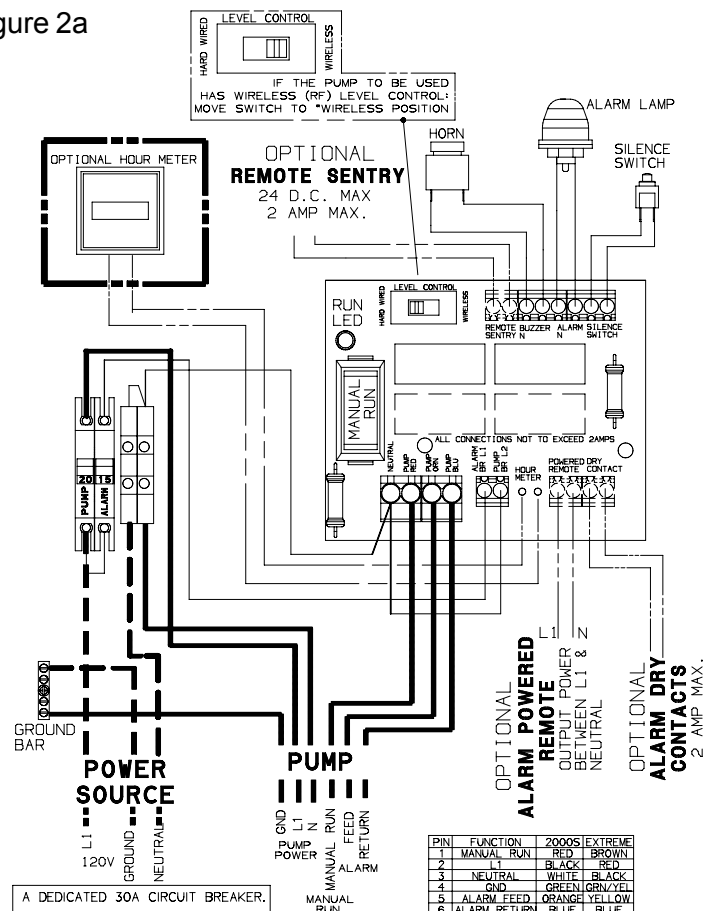 gure 2a
LEVEL CONTROL
HARD WIRED
WIRELESS
IF THE PUMP TO BE USED
HAS WIRELESS (RF) LEVEL CONTROL:
MOVE SWITCH TO "WIRELESS POSITION
ALARM LAMP
HORN
SILENCE
SWITCH
OPTIONAL HOUR METER
OPTIONAL
REMOTE SENTRY
24 D.C. MAX
2 AMP MAX.
RUN
LED
HARD WIRED
LEVEL CONTROL
WIRELESS
REMOTE
SENTRY
BUZZER
N
ALARM
N
SILENCE
SWITCH
MANUAL
RUN
ALL CONNECTIONS NOT TO EXCEED 2AMPS
NEUTRAL
PUMP
RED
PUMP
ORN
PUMP
BLU
ALARM
BR L1
PUMP
BR L2
HOUR
METER
POWERED
REMOTE
DRY
CONTACT
20
15
PUMP
ALARM
GROUND
BAR
POWER
SOURCE
L1
120V
GROUND
NEUTRAL
PUMP
GND
L1
N
PUMP
POWER
MANUAL RUN
FEED
RETURN
ALARM
MANUAL
RUN
L1
N
OPTIONAL
ALARM POWERED
REMOTE
OUTPUT POWER
BETWEEN L1 &
NEUTRAL
OPTIONAL
ALARM DRY
CONTACTS
2 AMP MAX.
A DEDICATED 30A CIRCUIT BREAKER.
PIN FUNCTION 2000S EXTREME
1 MANUAL RUN RED BROWN
2 L1 BLACK RED
3 NEUTRAL WHITE BLACK
4 GND GREEN GRN/YEL
5 ALARM FEED ORANGE YELLOW
6 ALARM RETURN BLUE BLUE